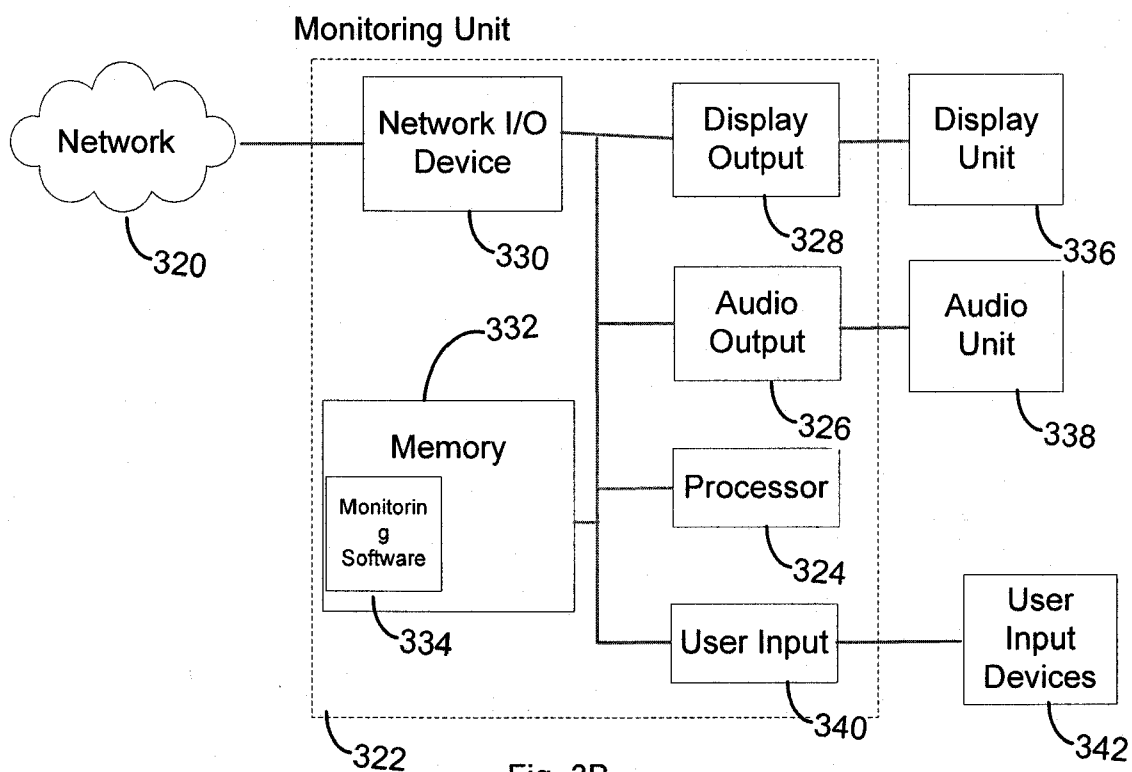 Monitoring Unit
Network
320
Network I/O
Device
330
Display
Output
328
Display
Unit
336
Audio
Output
326
Audio
Unit
338
332
Memory
Monitorin
g
Software
334
Processor
324
User Input
340
User
Input
Devices
342
322